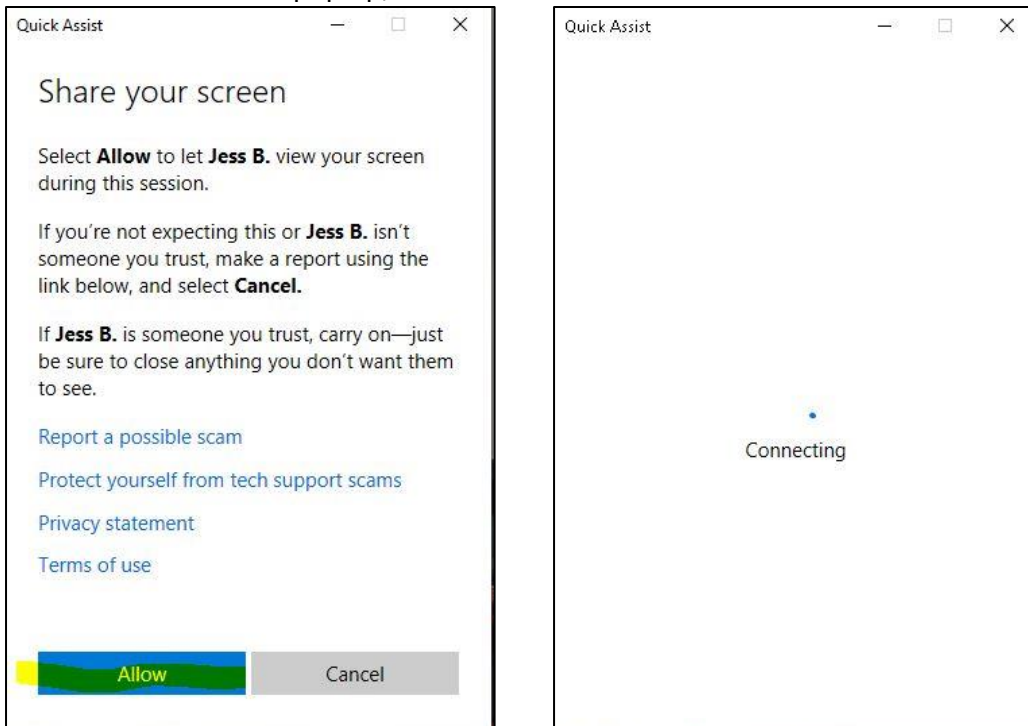 Quick Assist
Share your screen
Select Allow to let Jess B. view your screen
during this session.
If you're not expecting this or Jess B. isn't
someone you trust, make a report using the
link below, and select Cancel.
If Jess B. is someone you trust, carry on—just
be sure to close anything you don't want them
to see.
Report a possible scam
Protect yourself from tech support scams
Privacy statement
Terms of use
Allow
Cancel
Quick Assist
Connecting